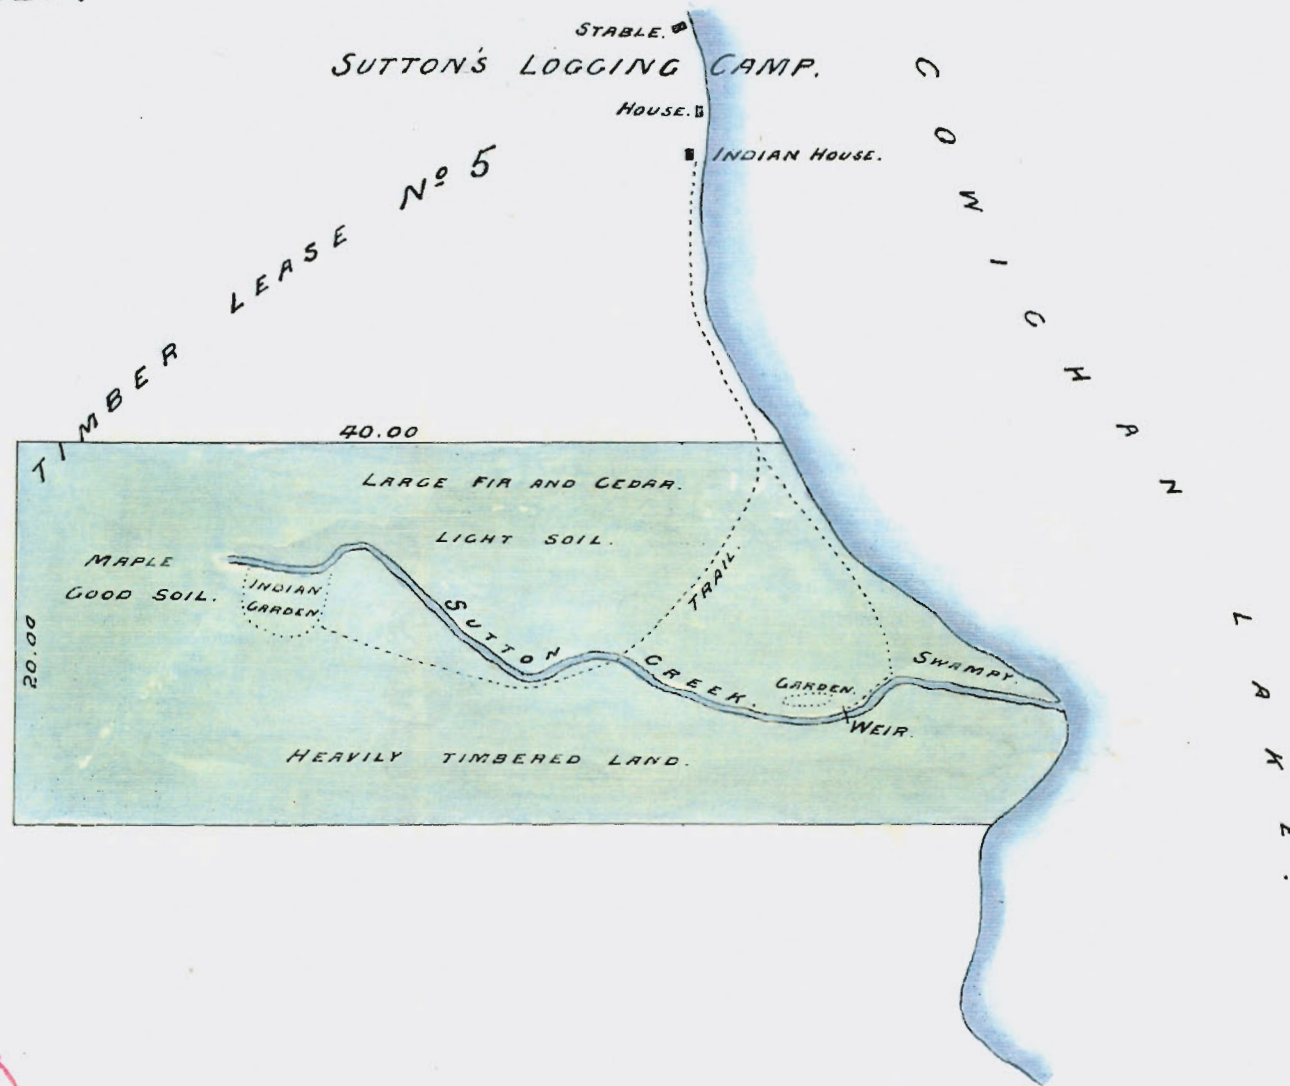 STABLE.
SUTTON'S LOGGING CAMP.
HOUSE.
INDIAN HOUSE.
COWICHAN LAKE.
TIMBER LEASE Nº 5
40.00
LARGE FIR AND CEDAR.
LIGHT SOIL.
MAPLE
GOOD SOIL.
INDIAN
GARDEN
TRAIL.
20.00
SUTTON CREEK.
SWAMPY
GARDEN.
WEIR.
HEAVILY TIMBERED LAND.